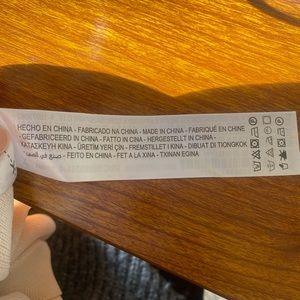 HECHO EN CHINA - FABRICADO NA CHINA - MADE IN CHINA - FABRIQUÉ EN CHINE
- GEFABRICEERD IN CHINA - FATTO IN CINA - HERGESTELLT IN CHINA -
ΚΑΤΑΣΚΕΥΗ ΚΙΝΑ - ÜRETİM YERİ ÇİN - FREMSTILLET I KINA - DIBUAT DI TIONGKOK
- صنع في الصين - FEITO EN CHINA - FET A LA XINA - TXINAN EGINA